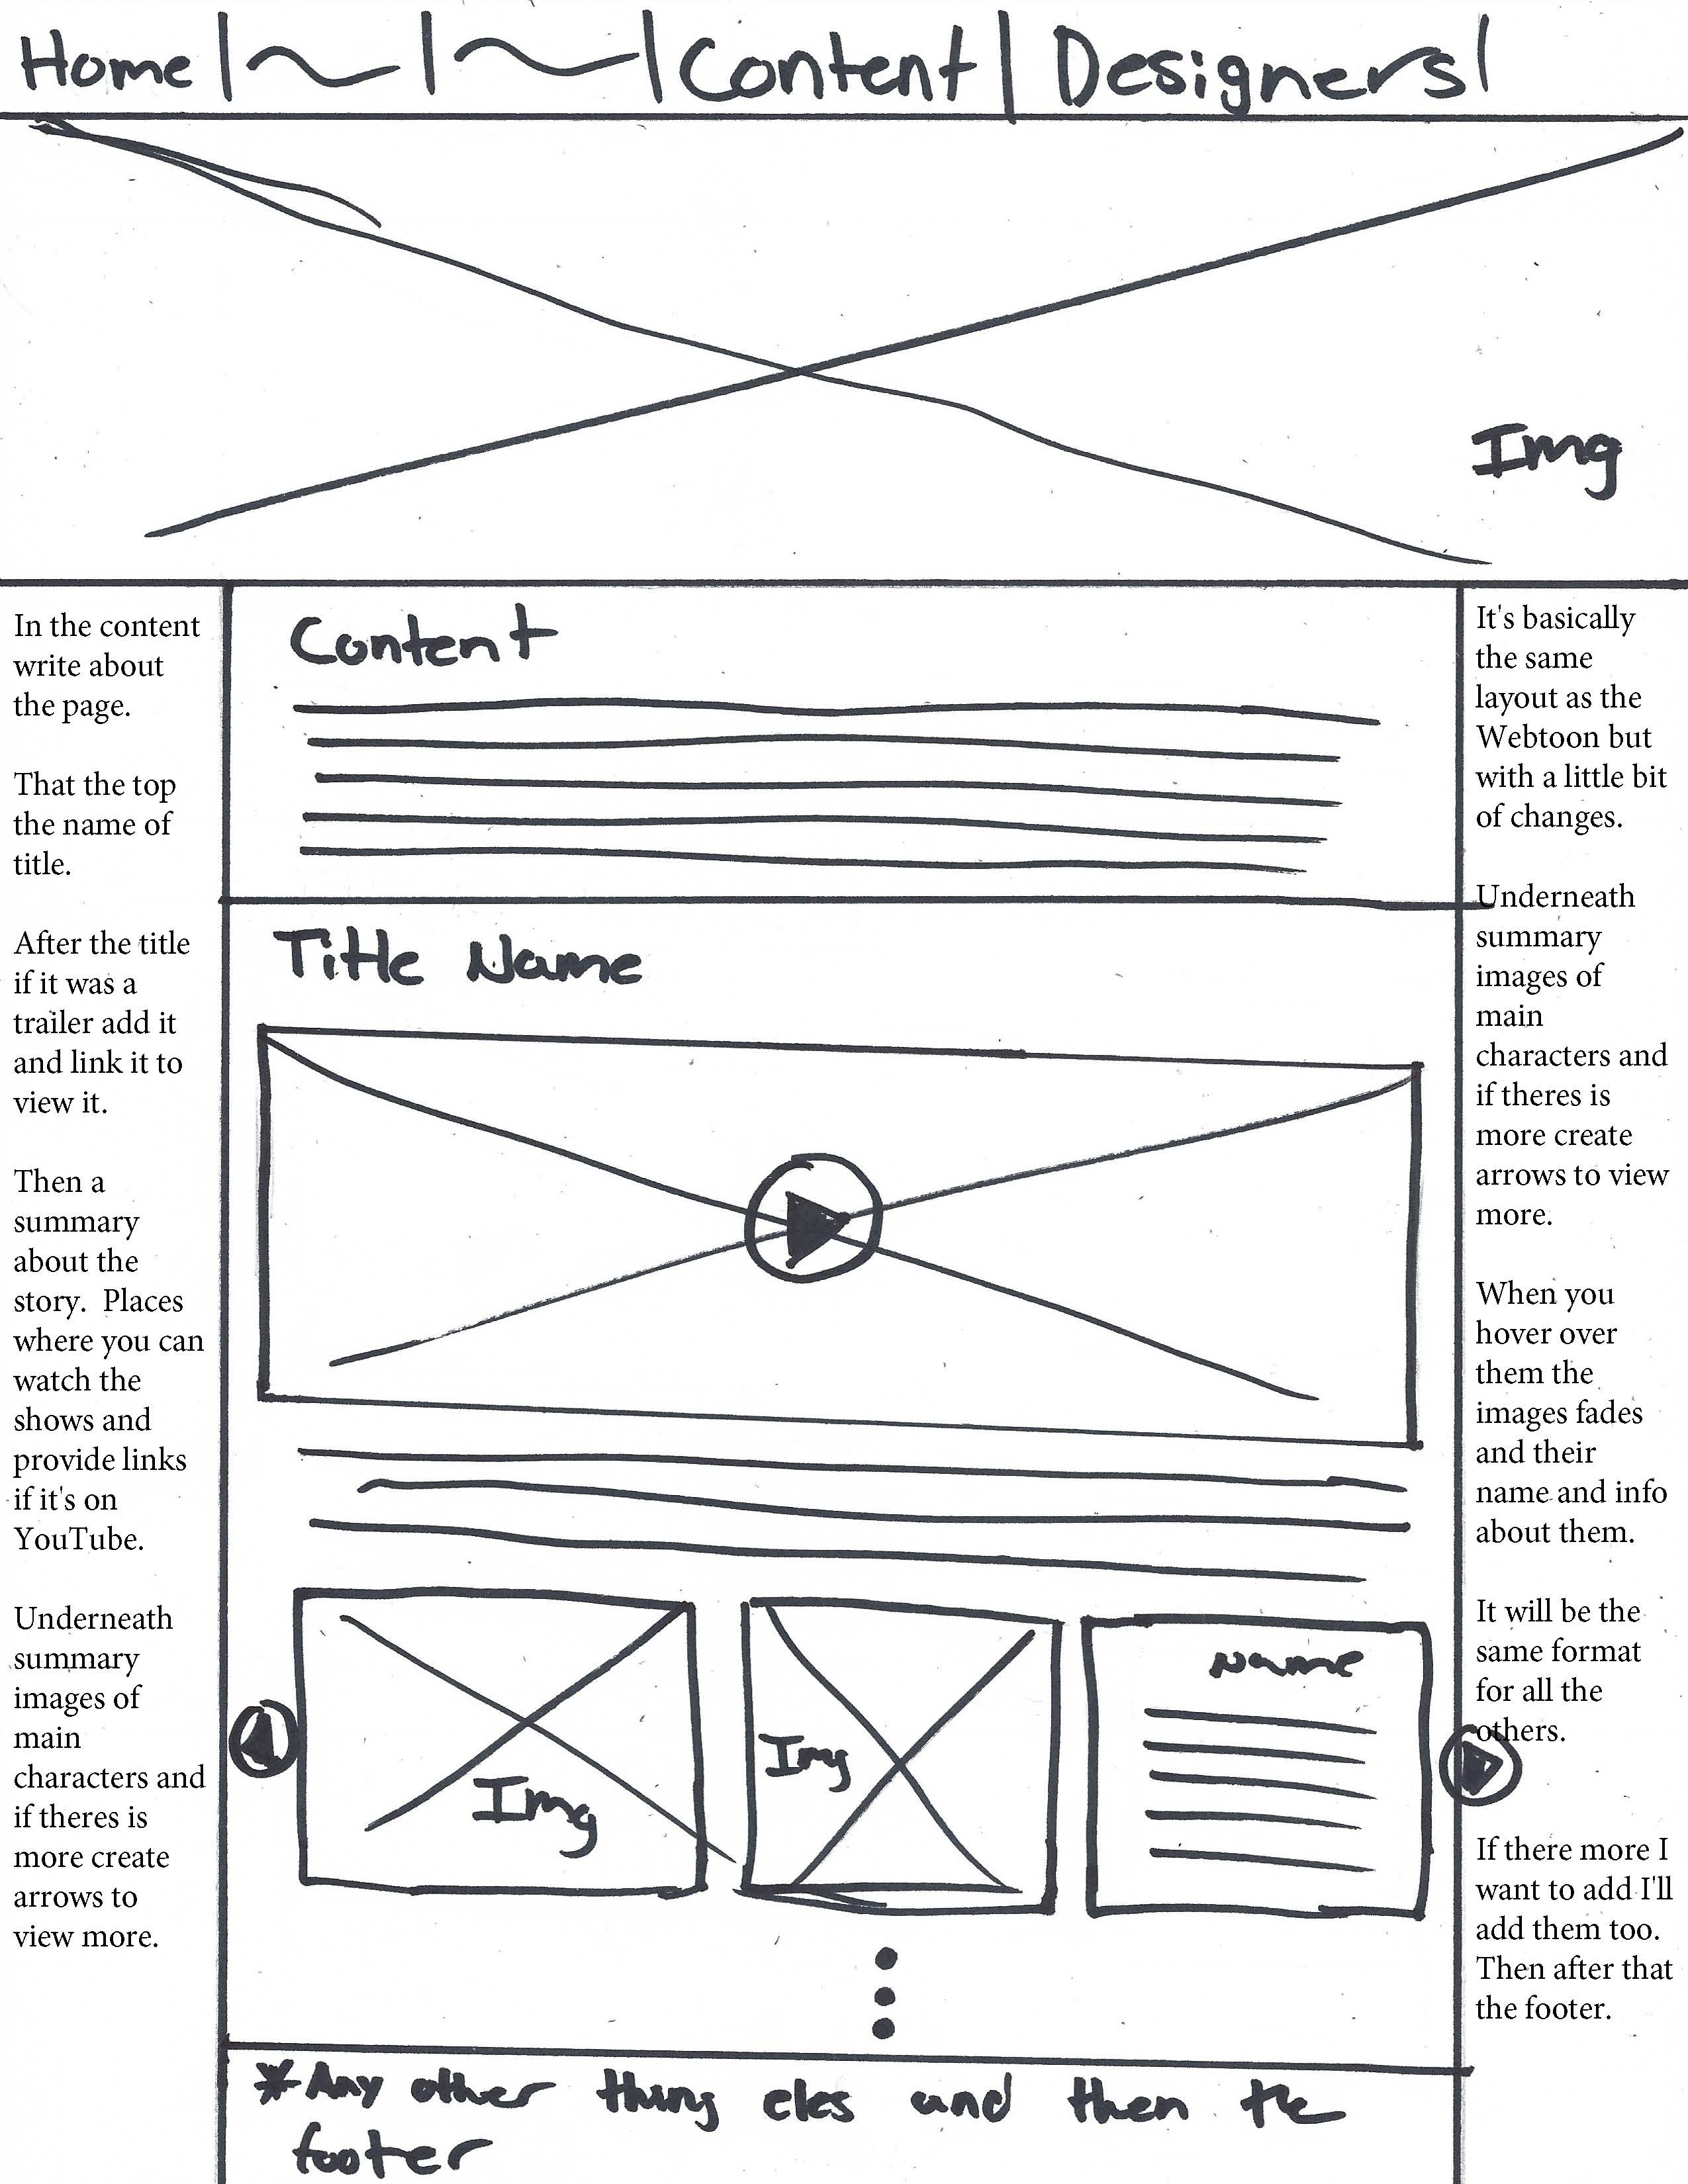 Home | | | Content | Designers |
Img
In the content
write about
the page.
That the top
the name of
title.
After the title
if it was a
trailer add it
and link it to
view it.
Then a
summary
about the
story.  Places
where you can
watch the
shows and
provide links
if it's on
YouTube.
Underneath
summary
images of
main
characters and
if theres is
more create
arrows to
view more.
Content
Title Name
Img
Img
Name
*Any other thing eles and then the
footer
It's basically
the same
layout as the
Webtoon but
with a little bit
of changes.
Underneath
summary
images of
main
characters and
if theres is
more create
arrows to view
more.
When you
hover over
them the
images fades
and their
name and info
about them.
It will be the
same format
for all the
others.
If there more I
want to add I'll
add them too.
Then after that
the footer.